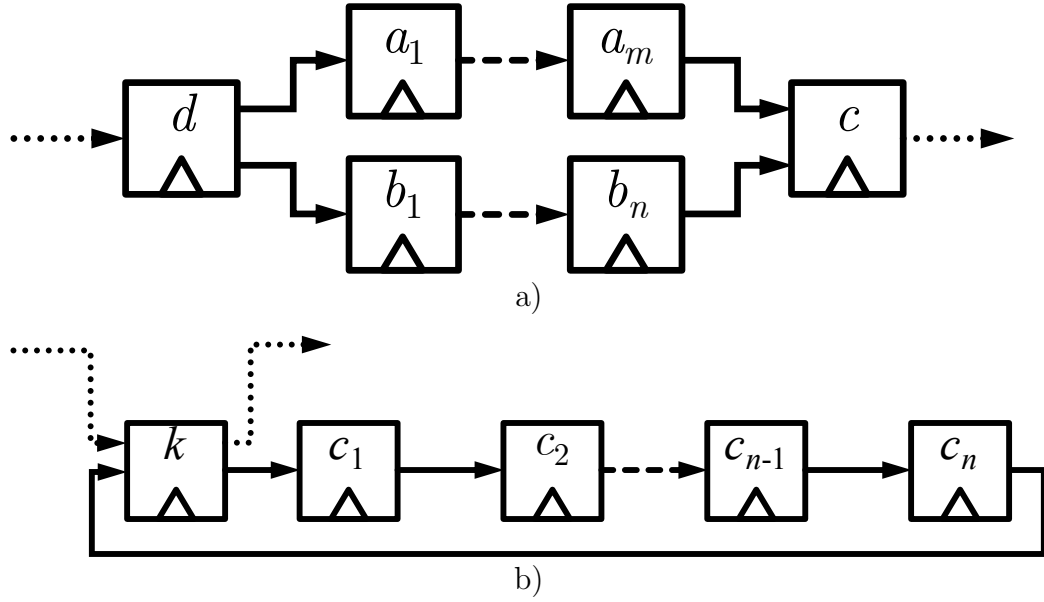 a₁ aₘ
d c
b₁ bₙ
a)
k c₁ c₂ cₙ₋₁ cₙ
b)